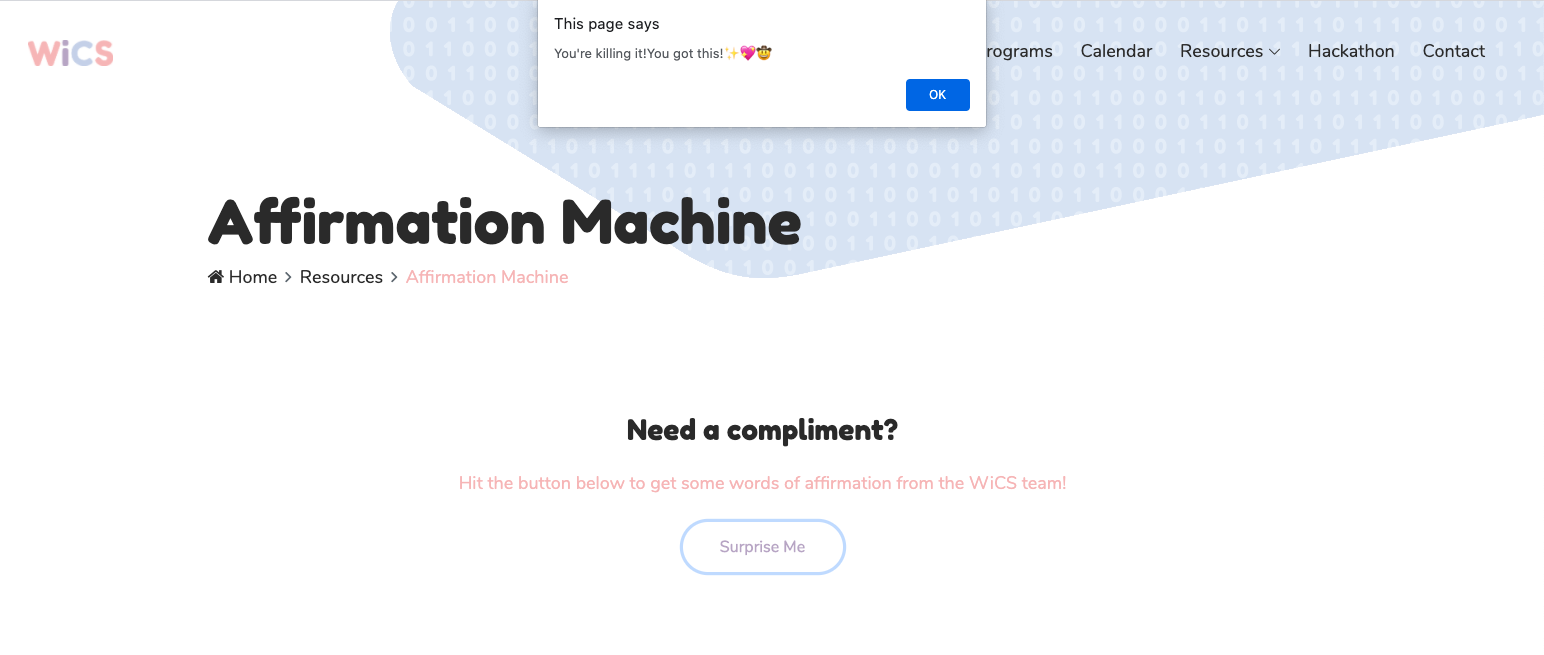 This page says
You're killing it!You got this!✨💖🤠
OK
WiCS
rograms Calendar Resources Hackathon Contact
Affirmation Machine
Home > Resources > Affirmation Machine
Need a compliment?
Hit the button below to get some words of affirmation from the WiCS team!
Surprise Me